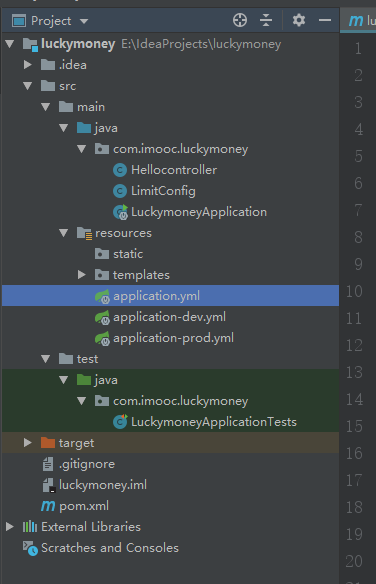 Project
m lu
luckymoney E:\IdeaProjects\luckymoney
.idea
src
main
java
com.imooc.luckymoney
Hellocontroller
LimitConfig
LuckymoneyApplication
resources
static
templates
application.yml
application-dev.yml
application-prod.yml
test
java
com.imooc.luckymoney
LuckymoneyApplicationTests
target
.gitignore
luckymoney.iml
m pom.xml
External Libraries
Scratches and Consoles
1
2
3
4
5
6
7
8
9
10
11
12
13
14
15
16
17
18
19
20